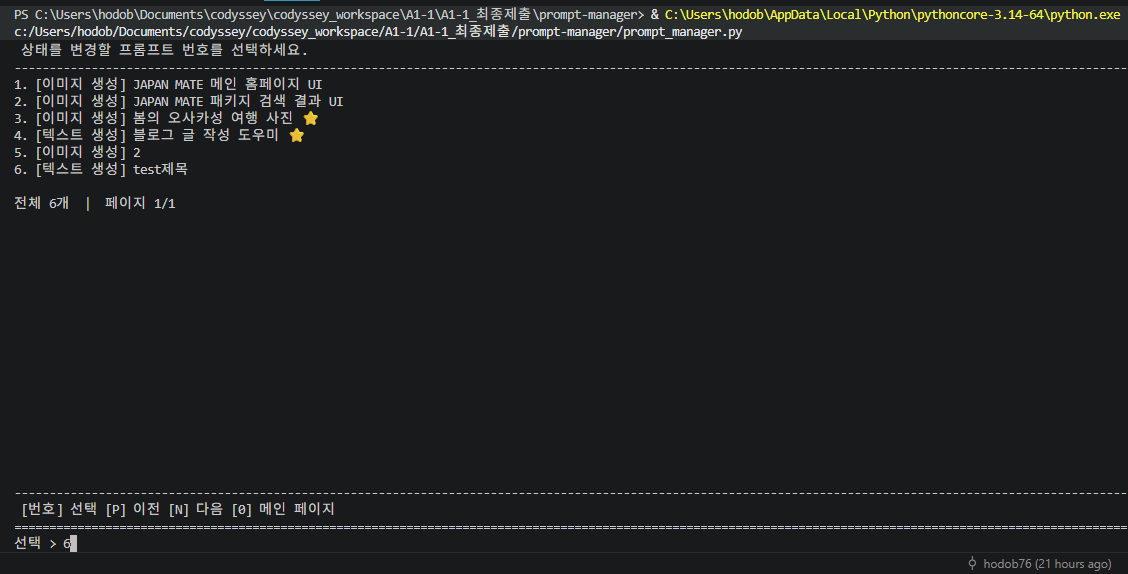 PS C:\Users\hodob\Documents\codyssey\codyssey_workspace\A1-1\A1-1_최종제출\prompt-manager> & C:\Users\hodob\AppData\Local\Python\pythoncore-3.14-64\python.exe
c:/Users/hodob/Documents/codyssey/codyssey_workspace/A1-1/A1-1_최종제출/prompt-manager/prompt_manager.py
상태를 변경할 프롬프트 번호를 선택하세요.
1. [이미지 생성] JAPAN MATE 메인 홈페이지 UI
2. [이미지 생성] JAPAN MATE 패키지 검색 결과 UI
3. [이미지 생성] 봄의 오사카성 여행 사진 ⭐
4. [텍스트 생성] 블로그 글 작성 도우미 ⭐
5. [이미지 생성] 2
6. [텍스트 생성] test제목
전체 6개 | 페이지 1/1
[번호] 선택 [P] 이전 [N] 다음 [0] 메인 페이지
선택 > 6
hodob76 (21 hours ago)